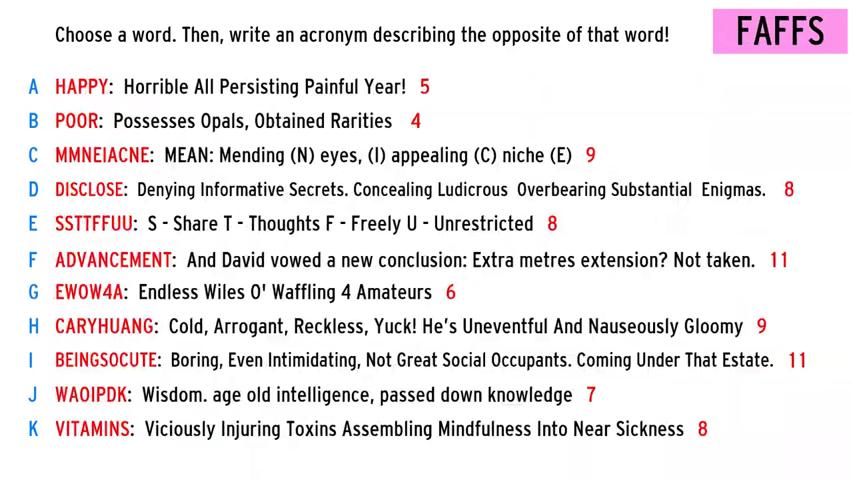 Choose a word. Then, write an acronym describing the opposite of that word!
FAFFS
A HAPPY: Horrible All Persisting Painful Year! 5
B POOR: Possesses Opals, Obtained Rarities 4
C MMNEIACNE: MEAN: Mending (N) eyes, (I) appealing (C) niche (E) 9
D DISCLOSE: Denying Informative Secrets. Concealing Ludicrous Overbearing Substantial Enigmas. 8
E SSTTFFUU: S - Share T - Thoughts F - Freely U - Unrestricted 8
F ADVANCEMENT: And David vowed a new conclusion: Extra metres extension? Not taken. 11
G EWOW4A: Endless Wiles O' Waffling 4 Amateurs 6
H CARYHUANG: Cold, Arrogant, Reckless, Yuck! He's Uneventful And Nauseously Gloomy 9
I BEINGSOCUTE: Boring, Even Intimidating, Not Great Social Occupants. Coming Under That Estate. 11
J WAOIPDK: Wisdom. age old intelligence, passed down knowledge 7
K VITAMINS: Viciously Injuring Toxins Assembling Mindfulness Into Near Sickness 8